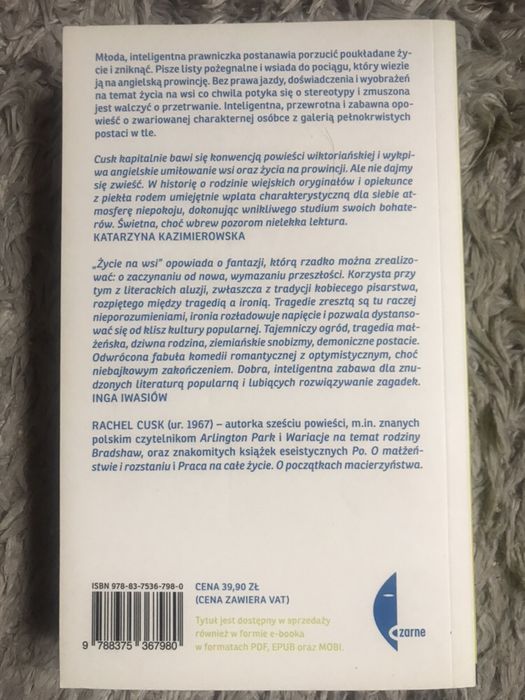 Młoda, inteligentna prawniczka postanawia porzucić poukładane ży-
cie i zniknąć. Pisze listy pożegnalne i wsiada do pociągu, który wiezie
ją na angielską prowincję. Bez prawa jazdy, doświadczenia i wyobrażeń
na temat życia na wsi co chwila potyka się o stereotypy i zmuszona
jest walczyć o przetrwanie. Inteligentna, przewrotna i zabawna opo-
wieść o zwariowanej charakternej osóbce z galerią pełnokrwistych
postaci w tle.
Cusk kapitalnie bawi się konwencją powieści wiktoriańskiej i wykpi-
wa angielskie umiłowanie wsi oraz życia na prowincji. Ale nie dajmy
się zwieść. W historię o rodzinie wiejskich oryginałów i opiekunce
z piekła rodem umiejętnie wplata charakterystyczną dla siebie at-
mosferę niepokoju, dokonując wnikliwego studium swoich bohate-
rów. Świetna, choć wbrew pozorom nielekka lektura.
KATARZYNA KAZIMIEROWSKA
„Życie na wsi” opowiada o fantazji, którą rzadko można zrealizo-
wać: o zaczynaniu od nowa, wymazaniu przeszłości. Korzysta przy
tym z literackich aluzji, zwłaszcza z tradycji kobiecego pisarstwa,
rozpiętego między tragedią a ironią. Tragedie zresztą są tu raczej
nieporozumieniami, ironia rozładowuje napięcie i pozwala dystanso-
wać się od klisz kultury popularnej. Tajemniczy ogród, tragedia mał-
żeńska, dziwna rodzina, ziemiańskie snobizmy, demoniczne postacie.
Odwrócona fabuła komedii romantycznej z optymistycznym, choć
niebajkowym zakończeniem. Dobra, inteligentna zabawa dla znu-
dzonych literaturą popularną i lubiących rozwiązywanie zagadek.
INGA IWASIÓW
RACHEL CUSK (ur. 1967) – autorka sześciu powieści, m.in. znanych
polskim czytelnikom Arlington Park i Wariacje na temat rodziny
Bradshaw, oraz znakomitych książek eseistycznych Po. O małżeń-
stwie i rozstaniu i Praca na całe życie. O początkach macierzyństwa.
ISBN 978-83-7536-798-0
9 788375 367980
CENA 39,90 ZŁ
(CENA ZAWIERA VAT)
Tytuł jest dostępny w sprzedaży
również w formie e-booka
w formatach PDF, EPUB oraz MOBI.
czarne